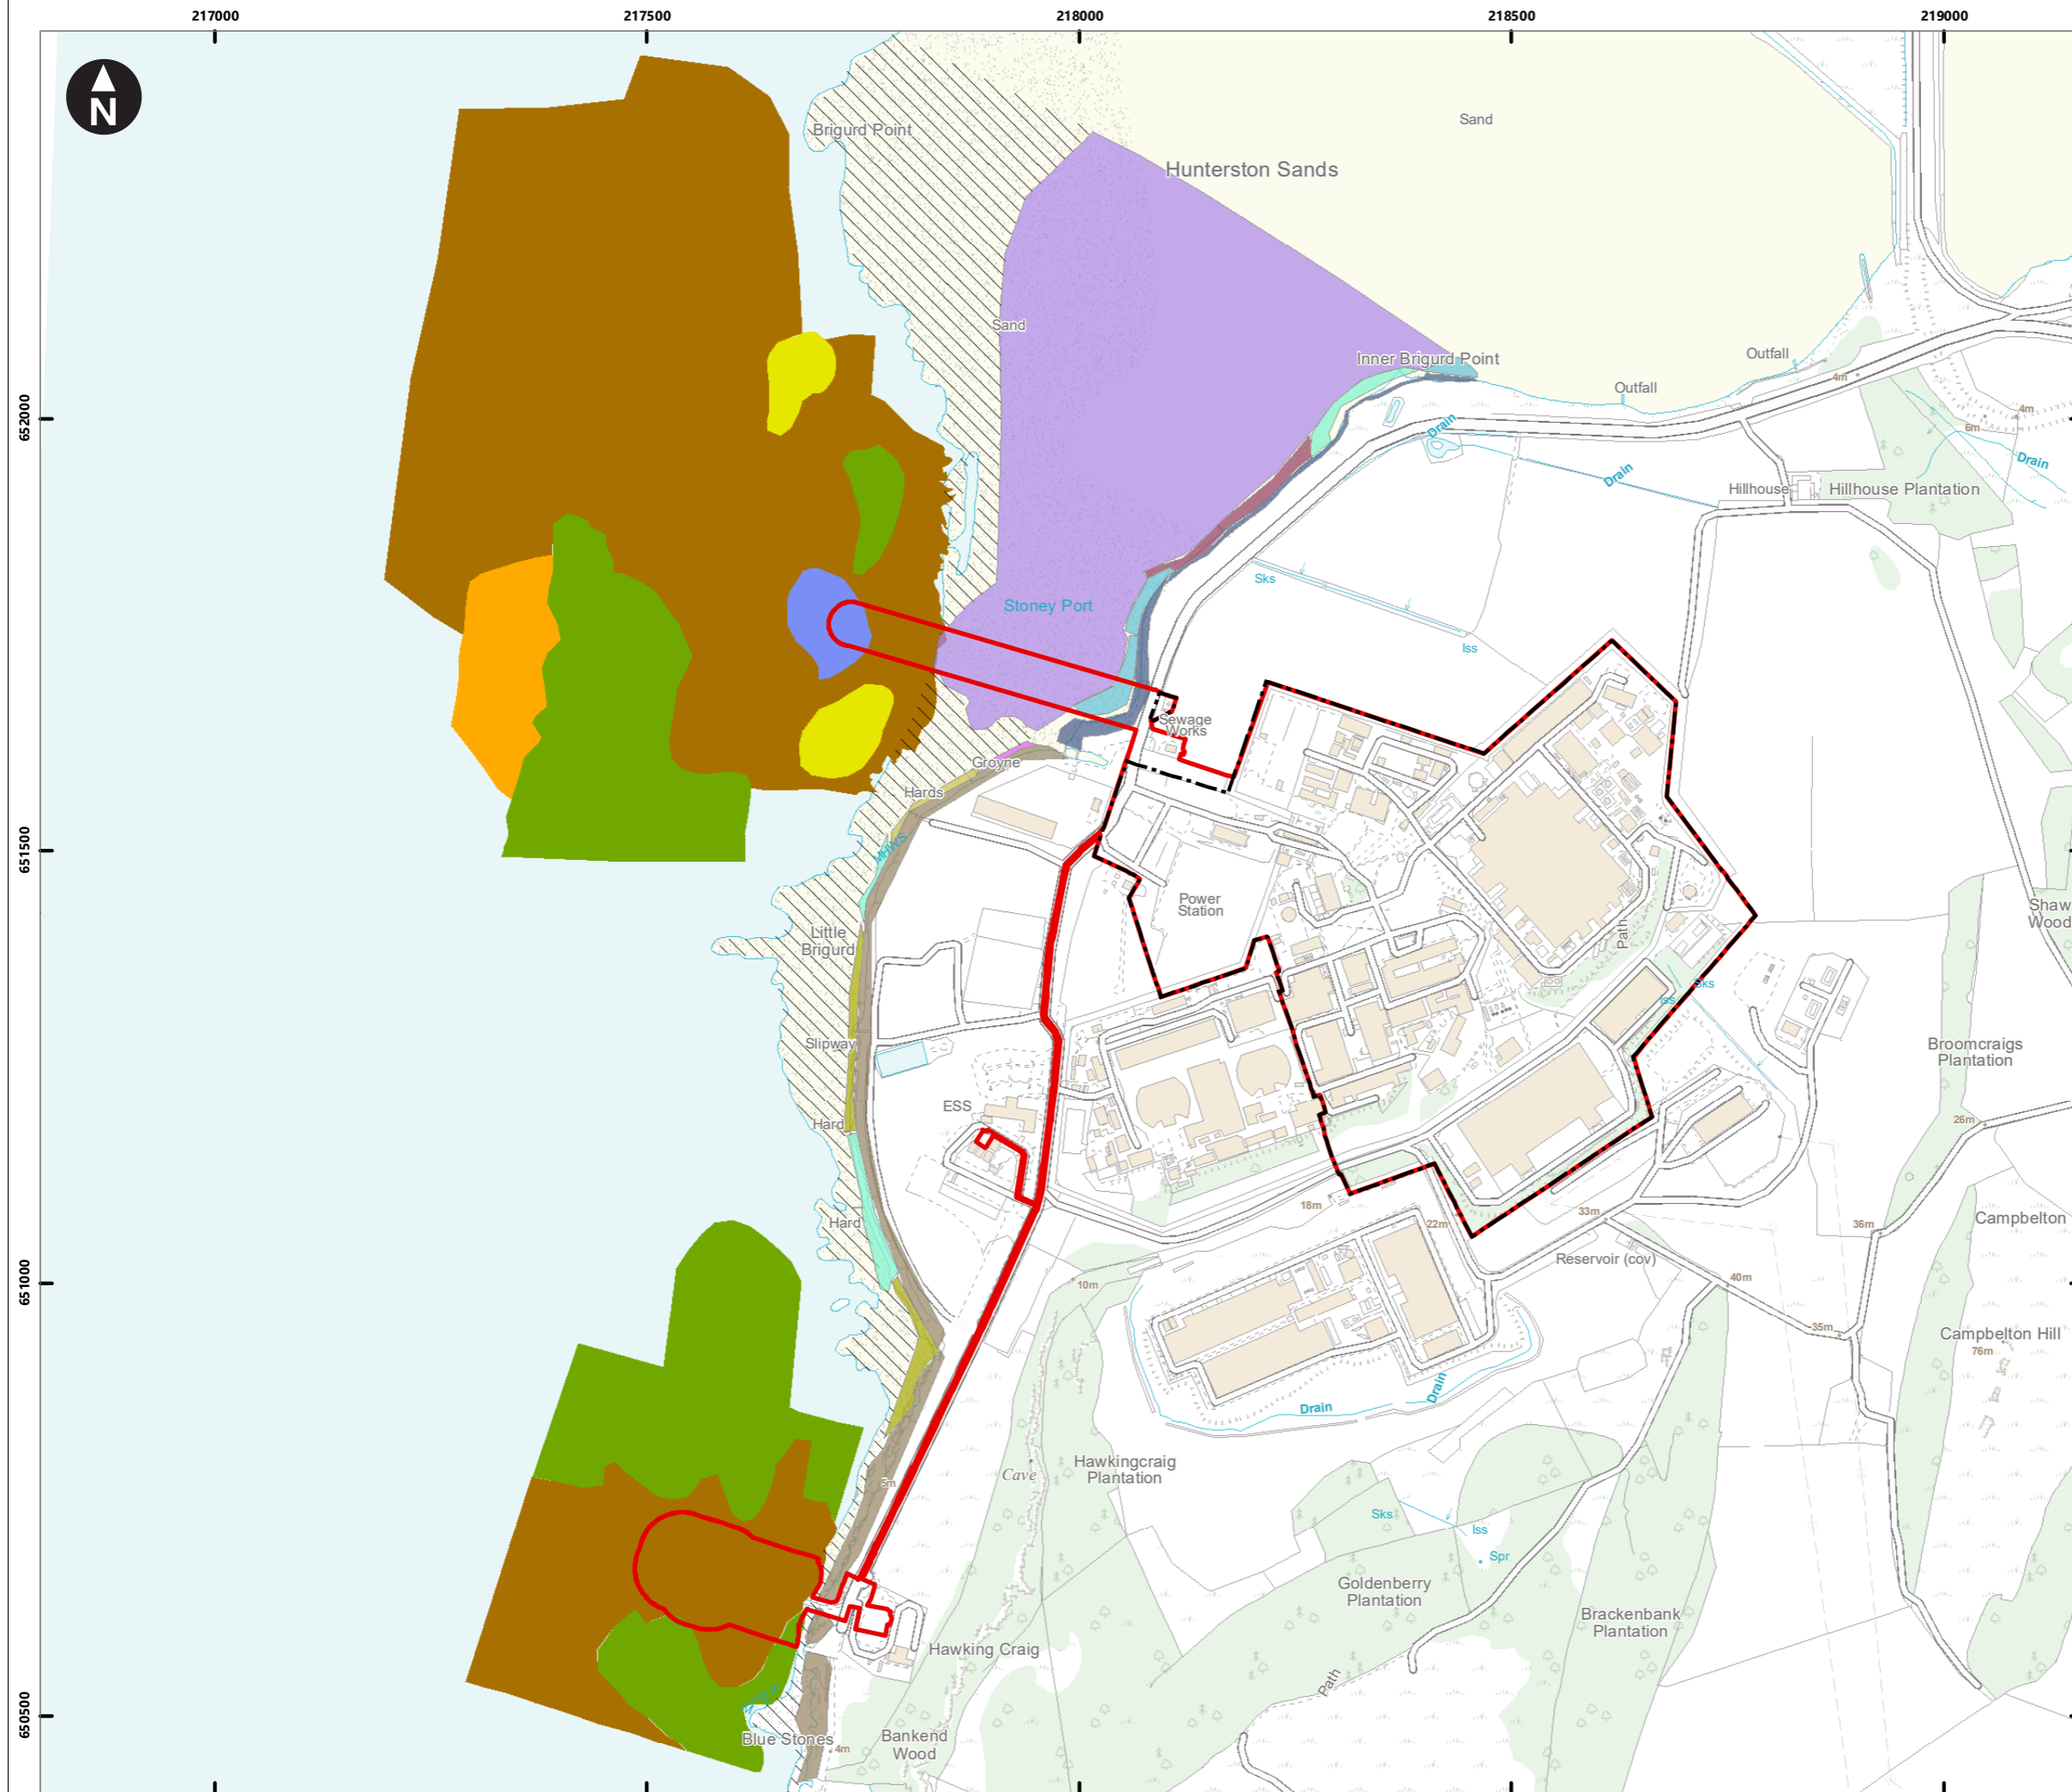 217000
217500
218000
218500
219000
N
Brigurd Point
Sand
Hunterston Sands
Sand
Inner Brigurd Point
Outfall
Outfall
4m
4m
6m
652000
Drain
Drain
Drain
Hillhouse
Hillhouse Plantation
Sks
Stoney Port
Iss
Sewage
Works
Groyne
Hards
MHWS
651500
Power
Station
Shaw
Wood
Path
Little
Brigurd
Sks
Iss
Slipway
Broomcraigs
Plantation
ESS
26m
Hard
18m
33m
36m
Campbelton
Hard
22m
Reservoir (cov)
651000
10m
40m
35m
Campbelton Hill
76m
Drain
Drain
Cave
Hawkingcraig
Plantation
5m
Sks
Iss
Spr
Goldenberry
Plantation
Brackenbank
Plantation
Hawking Craig
Path
650500
Blue Stones
4m
Bankend
Wood